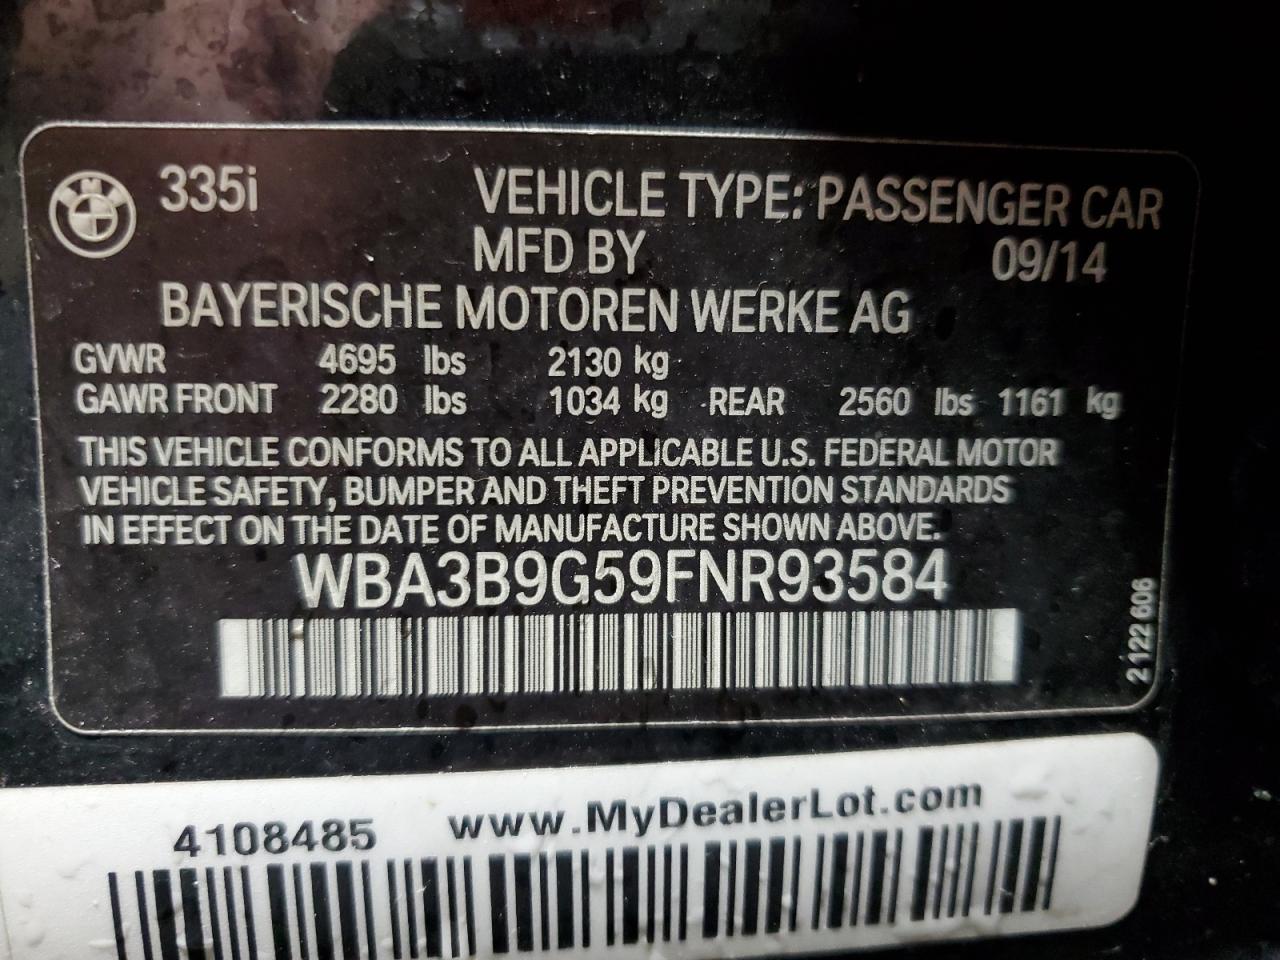 335i VEHICLE TYPE: PASSENGER CAR
MFD BY 09/14
BAYERISCHE MOTOREN WERKE AG
GVWR 4695 lbs 2130 kg
GAWR FRONT 2280 lbs 1034 kg REAR 2560 lbs 1161 kg
THIS VEHICLE CONFORMS TO ALL APPLICABLE U.S. FEDERAL MOTOR
VEHICLE SAFETY, BUMPER AND THEFT PREVENTION STANDARDS
IN EFFECT ON THE DATE OF MANUFACTURE SHOWN ABOVE.
WBA3B9G59FNR93584
2122 606
4108485 www.MyDealerLot.com